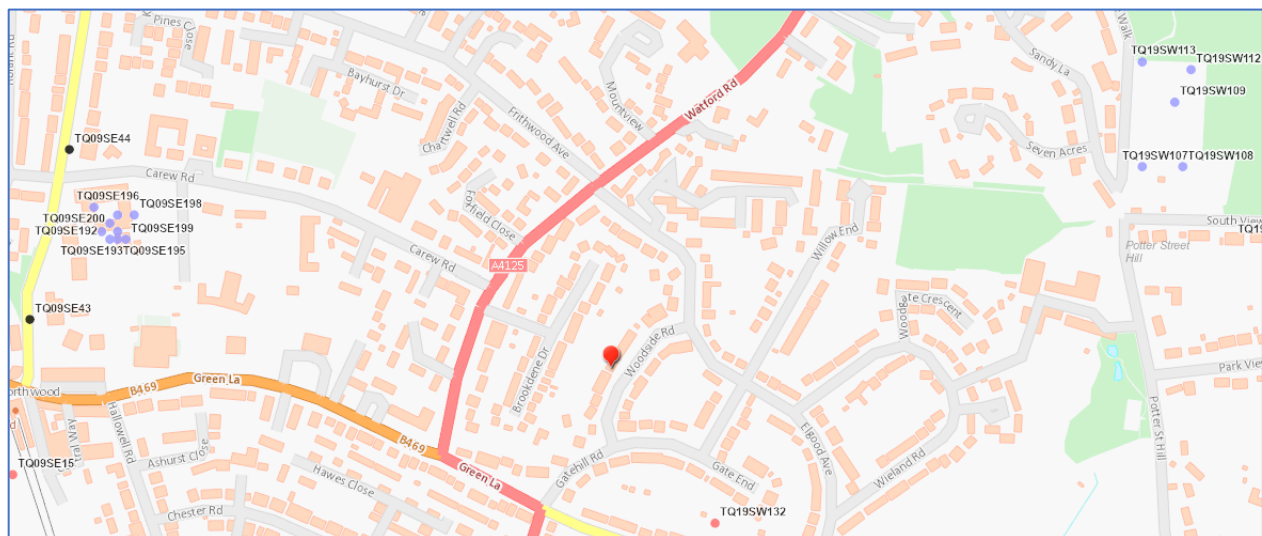 Pines Close
Bayhurst Dr
Chartwell Rd
Frithwood Ave
Mountview
Watford Rd
Sandy La
Walk
TQ19SW113
TQ19SW112
TQ19SW109
TQ09SE44
Carew Rd
Seven Acres
TQ19SW107
TQ19SW108
TQ09SE196
TQ09SE198
TQ09SE200
TQ09SE192
TQ09SE199
TQ09SE193
TQ09SE195
Carew Rd
A4125
Willow End
South View
TQ19
Potter Street
Hill
TQ09SE43
Woodside Rd
Brookdene Dr
Park View
orthwood
B469
Green La
Hallowell Rd
Ashurst Close
Hawes Close
Chester Rd
B469
Green La
Gatehill Rd
Gate End
Elgood Ave
Wieland Rd
Potter St Hill
TQ09SE15
TQ19SW132